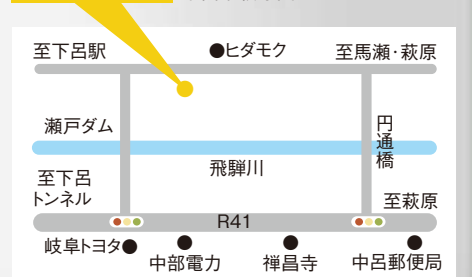 至下呂駅
●ヒダモク
至馬瀬・萩原
瀬戸ダム
円通橋
飛騨川
至下呂
トンネル
至萩原
R41
岐阜トヨタ●
中部電力
禅昌寺
中呂郵便局